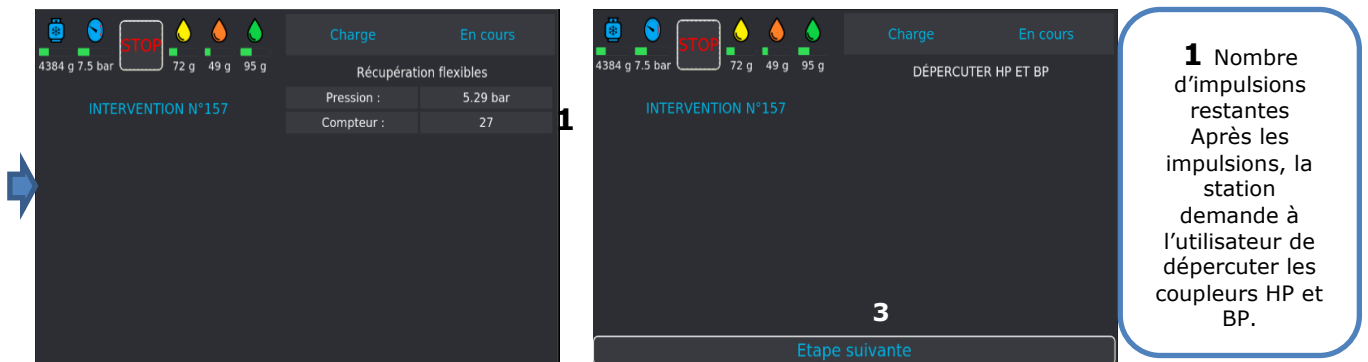 Charge En cours
STOP
4384 g 7.5 bar 72 g 49 g 95 g
Récupération flexibles
INTERVENTION N°157
Pression : 5.29 bar
Compteur : 27
1
Charge En cours
STOP
4384 g 7.5 bar 72 g 49 g 95 g
DÉPERCUTER HP ET BP
INTERVENTION N°157
3
Etape suivante
1 Nombre
d’impulsions
restantes
Après les
impulsions, la
station
demande à
l’utilisateur de
dépercuter les
coupleurs HP et
BP.